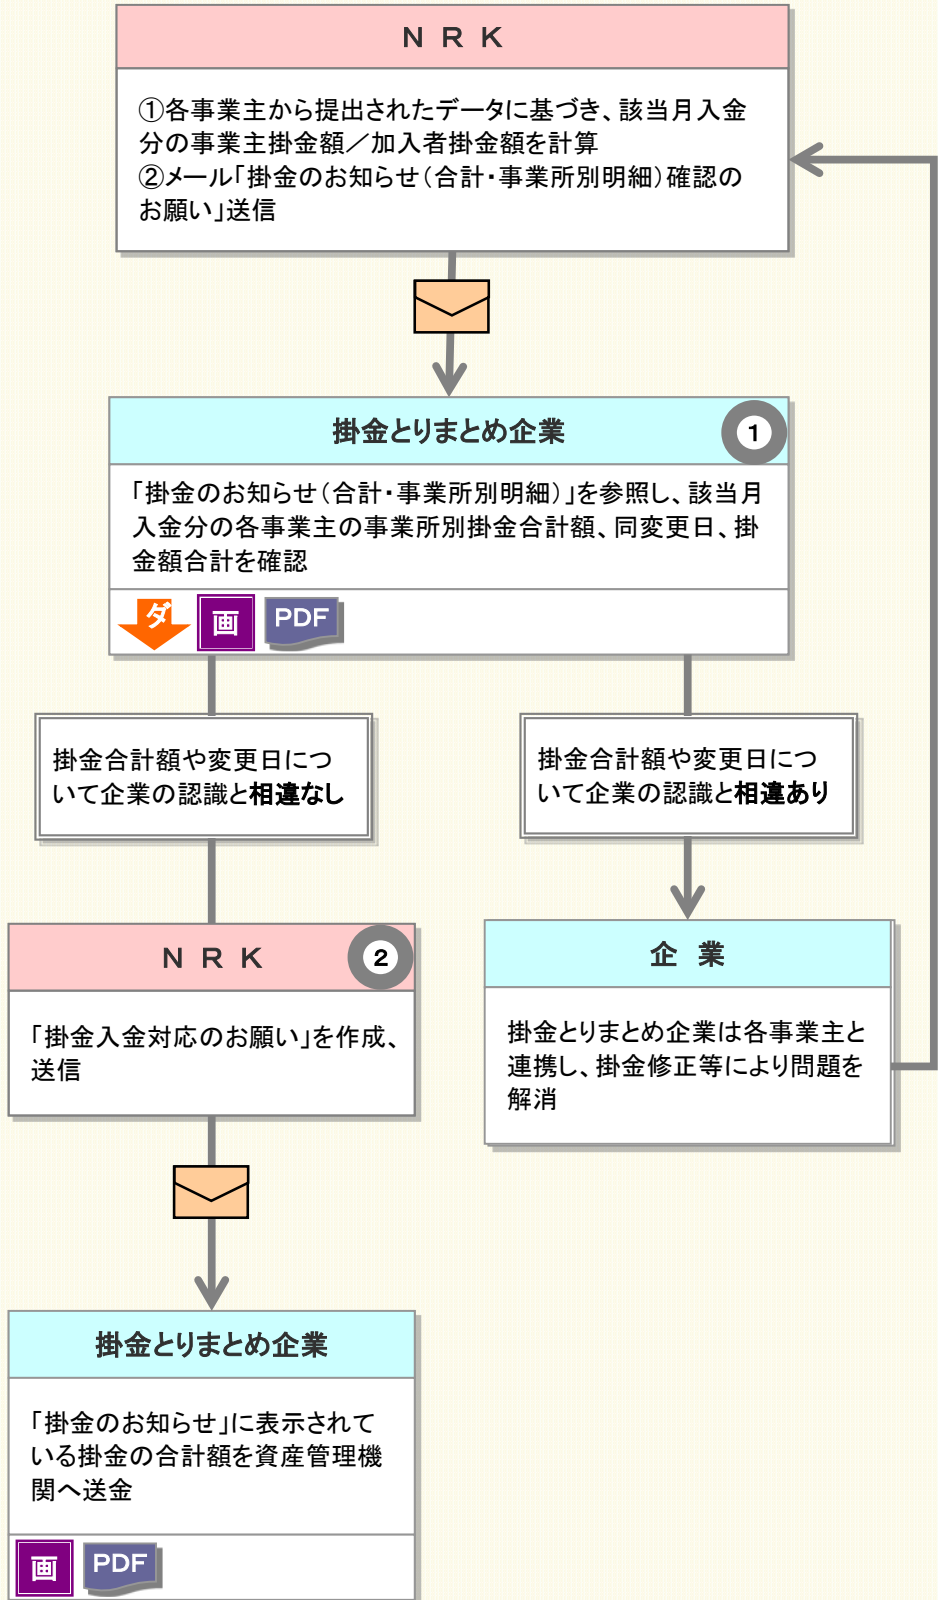 ＮＲＫ
①各事業主から提出されたデータに基づき、該当月入金
分の事業主掛金額／加入者掛金額を計算
②メール「掛金のお知らせ（合計・事業所別明細）確認の
お願い」送信
掛金とりまとめ企業
1
「掛金のお知らせ（合計・事業所別明細）」を参照し、該当月
入金分の各事業主の事業所別掛金合計額、同変更日、掛
金額合計を確認
ダ
画
PDF
掛金合計額や変更日につ
いて企業の認識と相違なし
掛金合計額や変更日につ
いて企業の認識と相違あり
ＮＲＫ
2
「掛金入金対応のお願い」を作成、
送信
企　業
掛金とりまとめ企業は各事業主と
連携し、掛金修正等により問題を
解消
掛金とりまとめ企業
「掛金のお知らせ」に表示されて
いる掛金の合計額を資産管理機
関へ送金
画
PDF